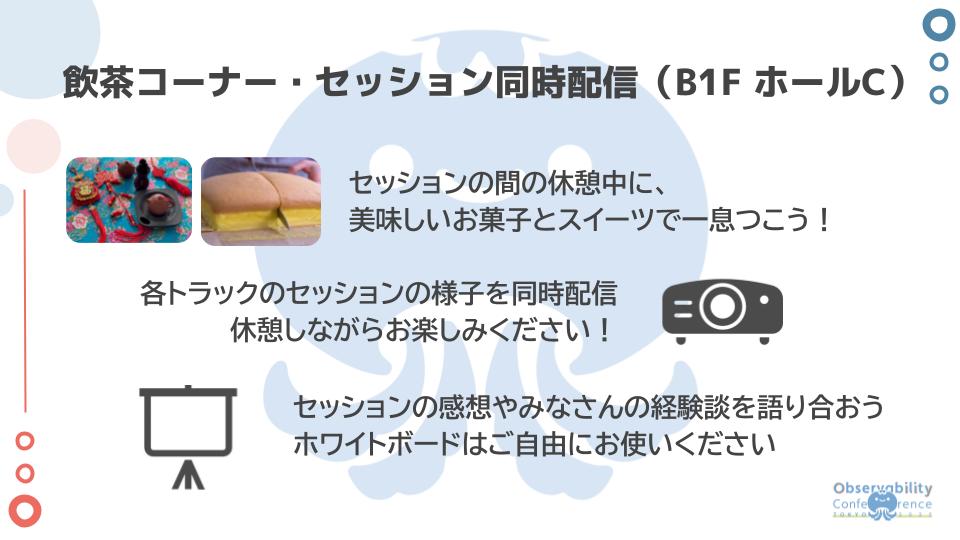 飲茶コーナー・セッション同時配信（B1F ホールC）
セッションの間の休憩中に、
美味しいお菓子とスイーツで一息つこう！
各トラックのセッションの様子を同時配信
休憩しながらお楽しみください！
セッションの感想やみなさんの経験談を語り合おう
ホワイトボードはご自由にお使いください
Observability
Conference